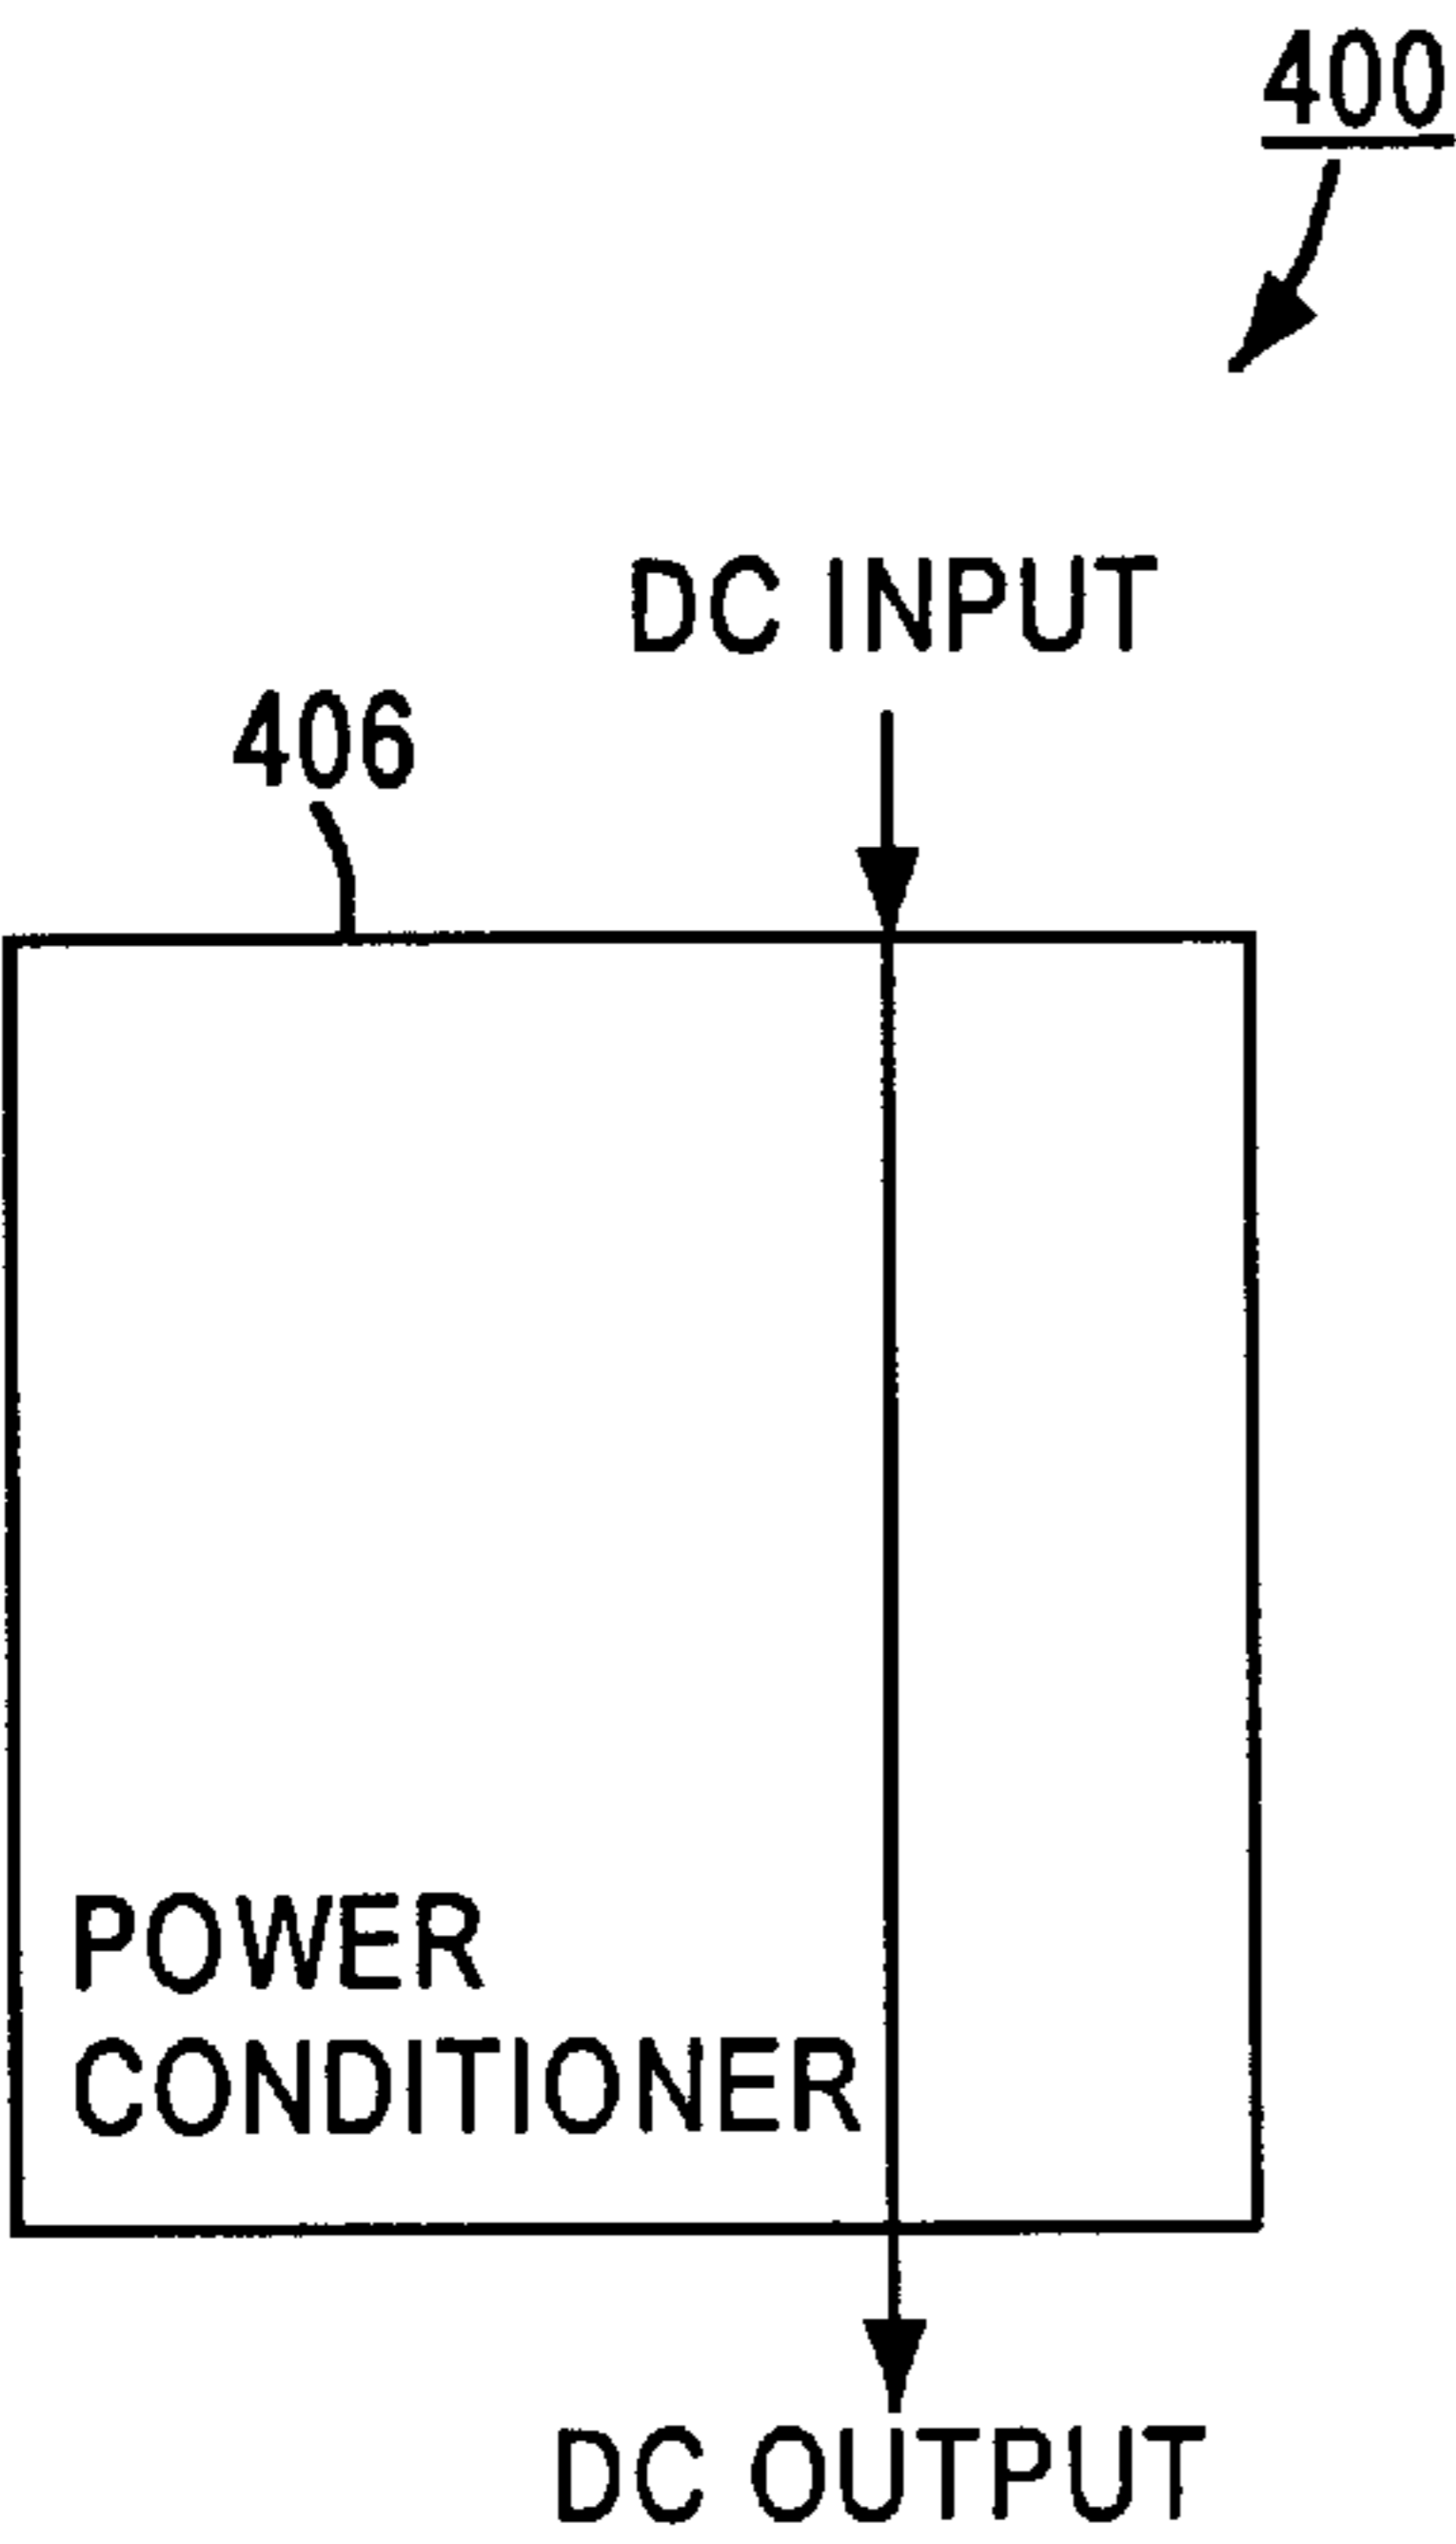 400
DC INPUT
406
POWER
CONDITIONER
DC OUTPUT